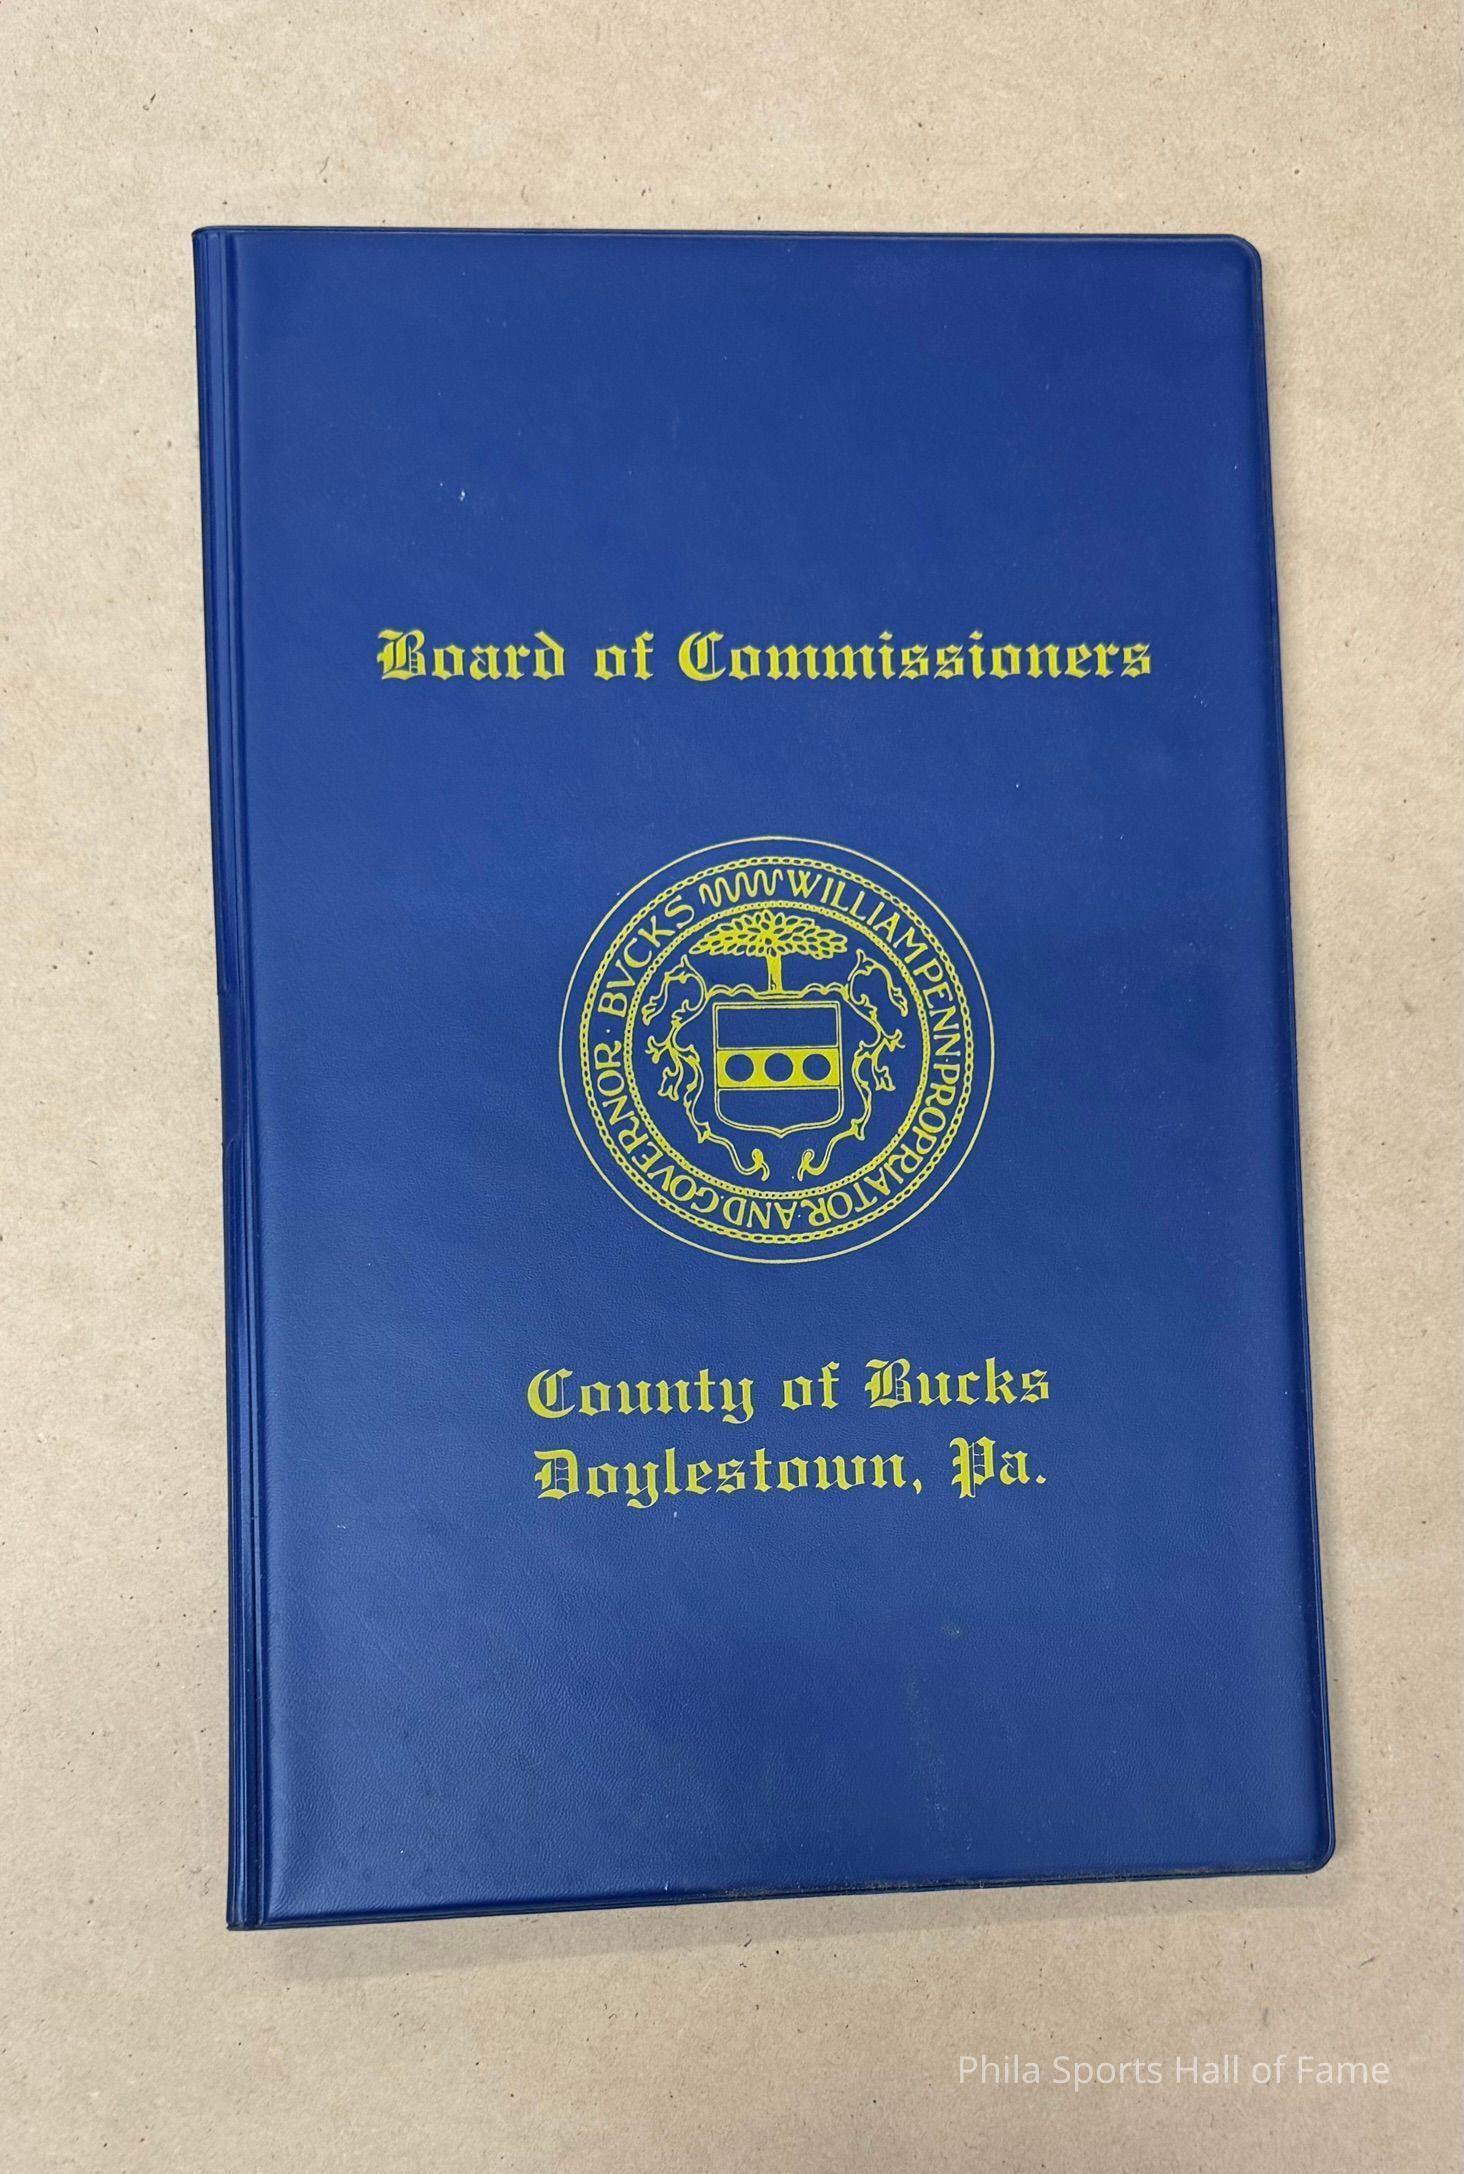 Board of Commissioners
BVCKS WILLIAM PENN·PROPRIATOR AND·GOVERNOR·
County of Bucks
Doylestown, Pa.
Phila Sports Hall of Fame